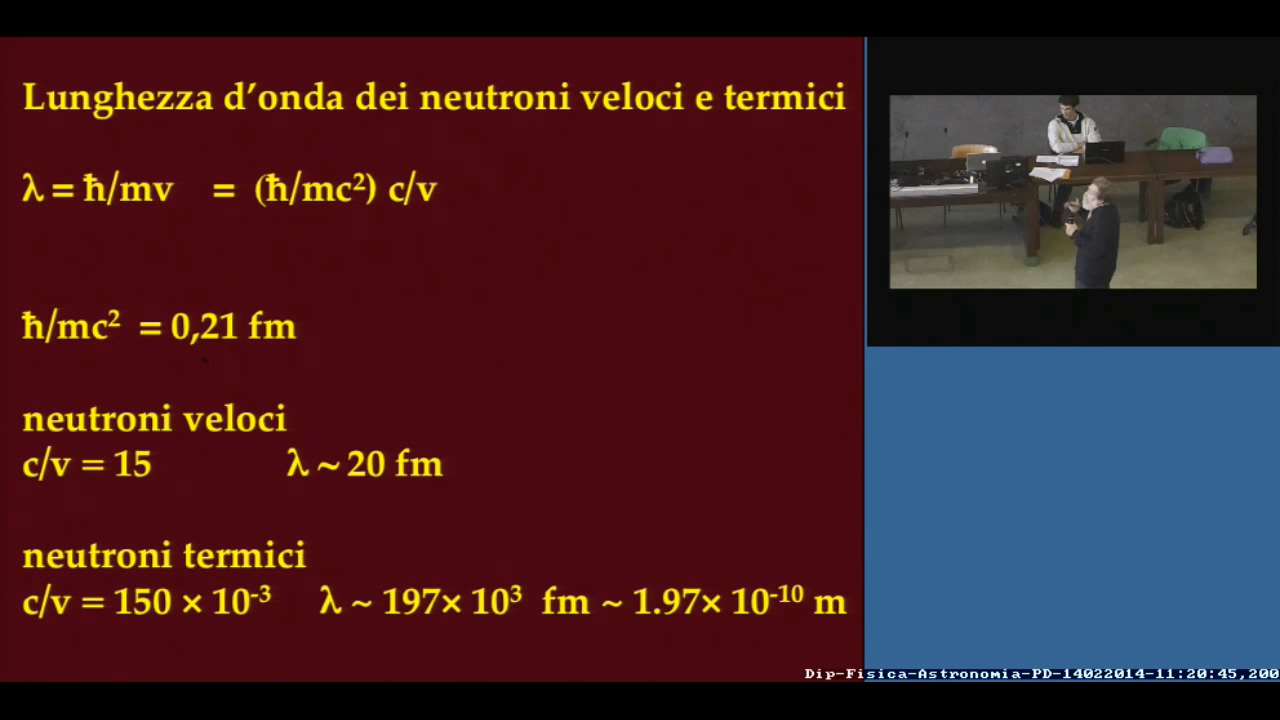 Lunghezza d'onda dei neutroni veloci e termici
λ = ħ/mv = (ħ/mc²) c/v
ħ/mc² = 0,21 fm
neutroni veloci
c/v = 15 λ ~ 20 fm
neutroni termici
c/v = 150 × 10⁻³ λ ~ 197× 10³ fm ~ 1.97× 10⁻¹⁰ m
Dip-Fisica-Astronomia-PD-14022014-11:20:45,200